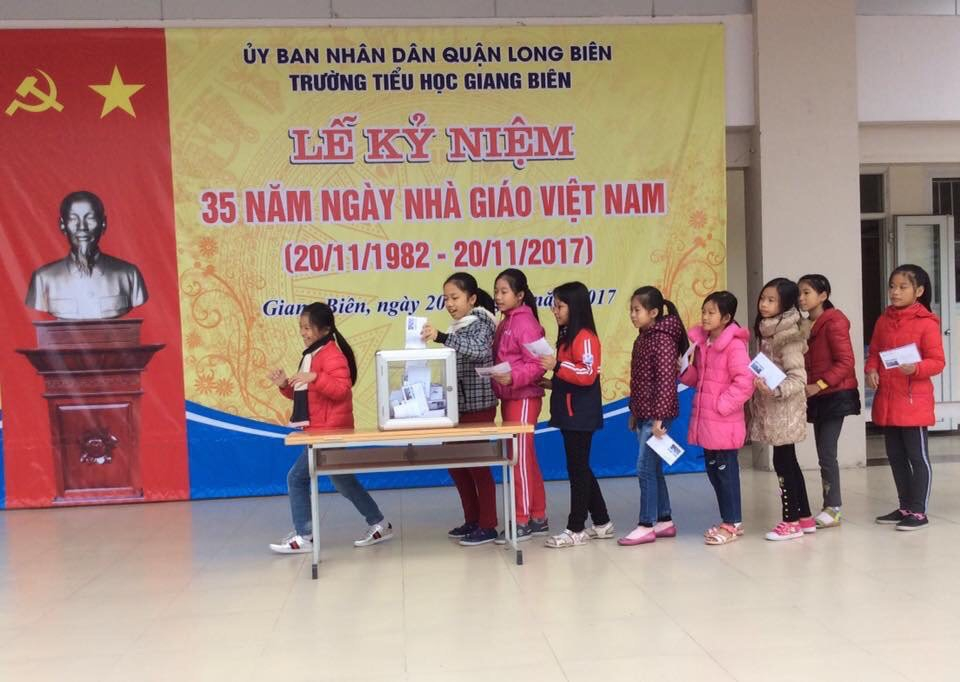 ỦY BAN NHÂN DÂN QUẬN LONG BIÊN
TRƯỜNG TIỂU HỌC GIANG BIÊN
LỄ KỶ NIỆM
35 NĂM NGÀY NHÀ GIÁO VIỆT NAM
(20/11/1982 - 20/11/2017)
Giang Biên, ngày 20 2017